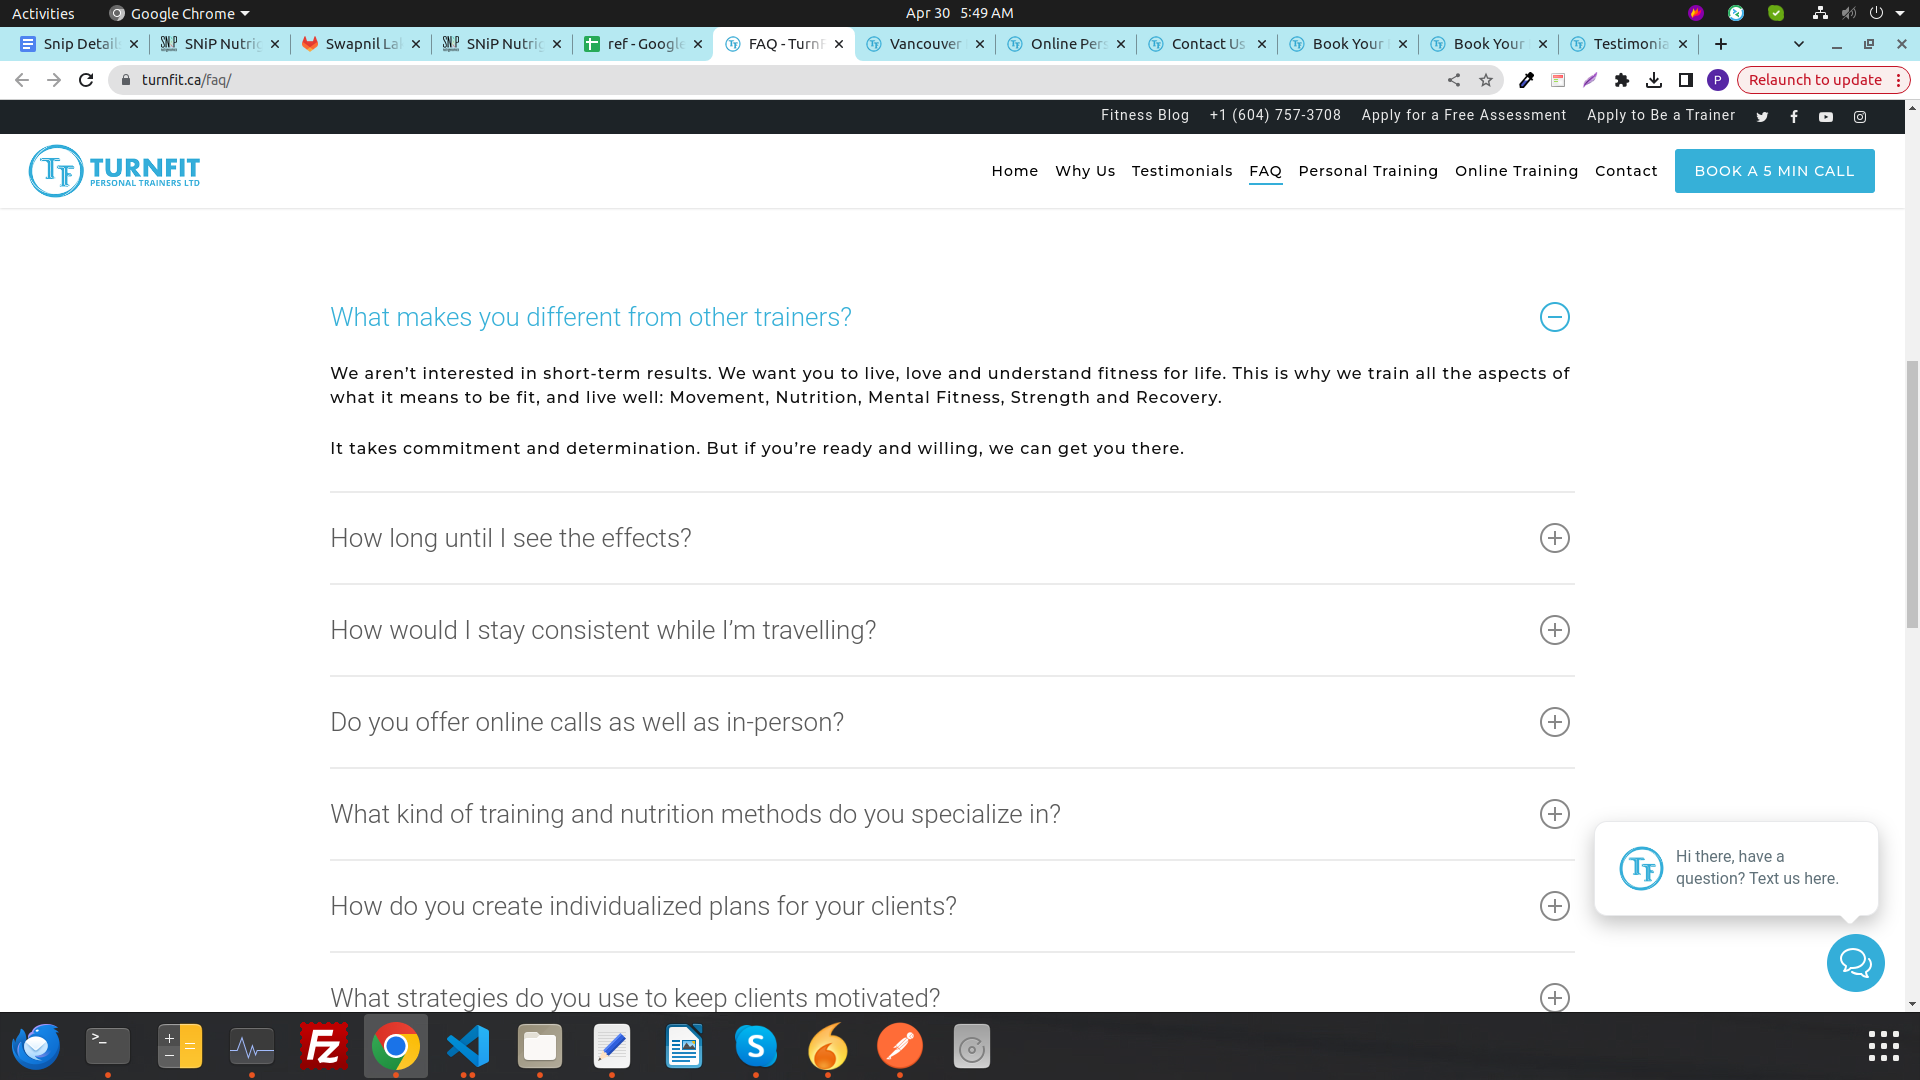 Activities
Google Chrome
Apr 30 5:49 AM
Snip Details
SNiP Nutrig
Swapnil La
SNiP Nutrig
ref - Google
FAQ - TurnF
Vancouver
Online Pers
Contact Us
Book Your
Book Your
Testimonia
turnfit.ca/faq/
P
Relaunch to update
Fitness Blog
+1 (604) 757-3708
Apply for a Free Assessment
Apply to Be a Trainer
TF
TURNFIT
PERSONAL TRAINERS LTD
Home
Why Us
Testimonials
FAQ
Personal Training
Online Training
Contact
BOOK A 5 MIN CALL
What makes you different from other trainers?
We aren’t interested in short-term results. We want you to live, love and understand fitness for life. This is why we train all the aspects of
what it means to be fit, and live well: Movement, Nutrition, Mental Fitness, Strength and Recovery.
It takes commitment and determination. But if you’re ready and willing, we can get you there.
How long until I see the effects?
How would I stay consistent while I’m travelling?
Do you offer online calls as well as in-person?
What kind of training and nutrition methods do you specialize in?
How do you create individualized plans for your clients?
What strategies do you use to keep clients motivated?
TF
Hi there, have a
question? Text us here.